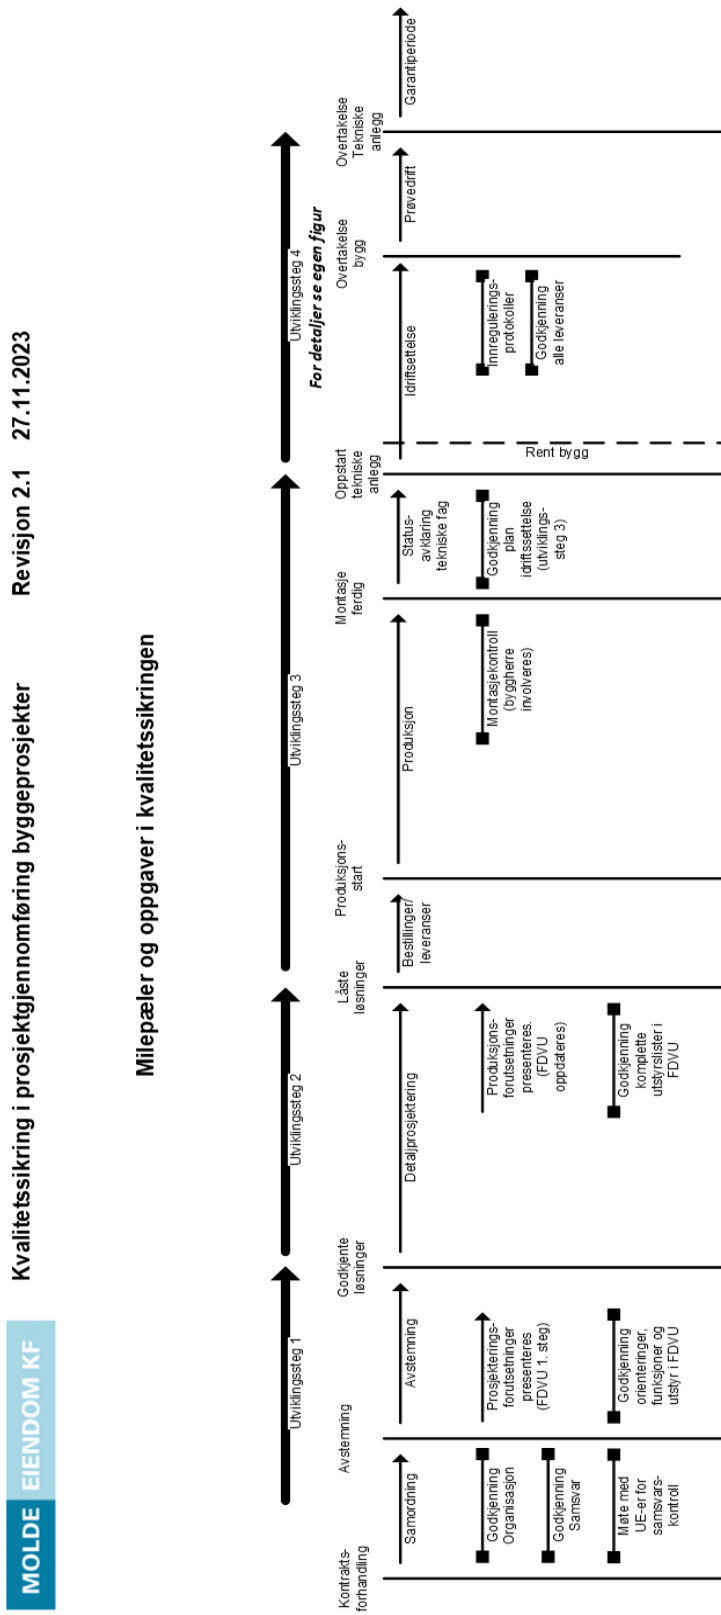 MOLDE EIENDOM KF
Kvalitetssikring i prosjektgjennomføring byggeprosjekter
Revisjon 2.1
27.11.2023
Milepæler og oppgaver i kvalitetssikringen
Utviklingssteg 1
Utviklingssteg 2
Utviklingssteg 3
Utviklingssteg 4
For detaljer se egen figur
Kontrakts-
forhandling
Avstemning
Godkjente
løsninger
Låste
løsninger
Produksjons-
start
Montasje
ferdig
Oppstart
tekniske
anlegg
Overtakelse
bygg
Overtakelse
Tekniske
anlegg
Samordning
Avstemning
Detaljprosjektering
Bestillinger/
leveranser
Produksjon
Status-
avklaring
tekniske fag
Idriftsettelse
Prøvedrift
Garantiperiode
Godkjenning
Organisasjon
Godkjenning
Samsvar
Møte med
UE-er for
samsvars-
kontroll
Prosjekterings-
forutsetninger
presenteres
(FDVU 1. steg)
Godkjenning
orienteringer,
funksjoner og
utstyr i FDVU
Produksjons-
forutsetninger
presenteres.
(FDVU
oppdateres)
Godkjenning
komplette
utstyrslister i
FDVU
Montasjekontroll
(byggherre
involveres)
Godkjenning
plan
idriftssettelse
(utviklings-
steg 3)
Rent bygg
Innregulerings-
protokoller
Godkjenning
alle leveranser